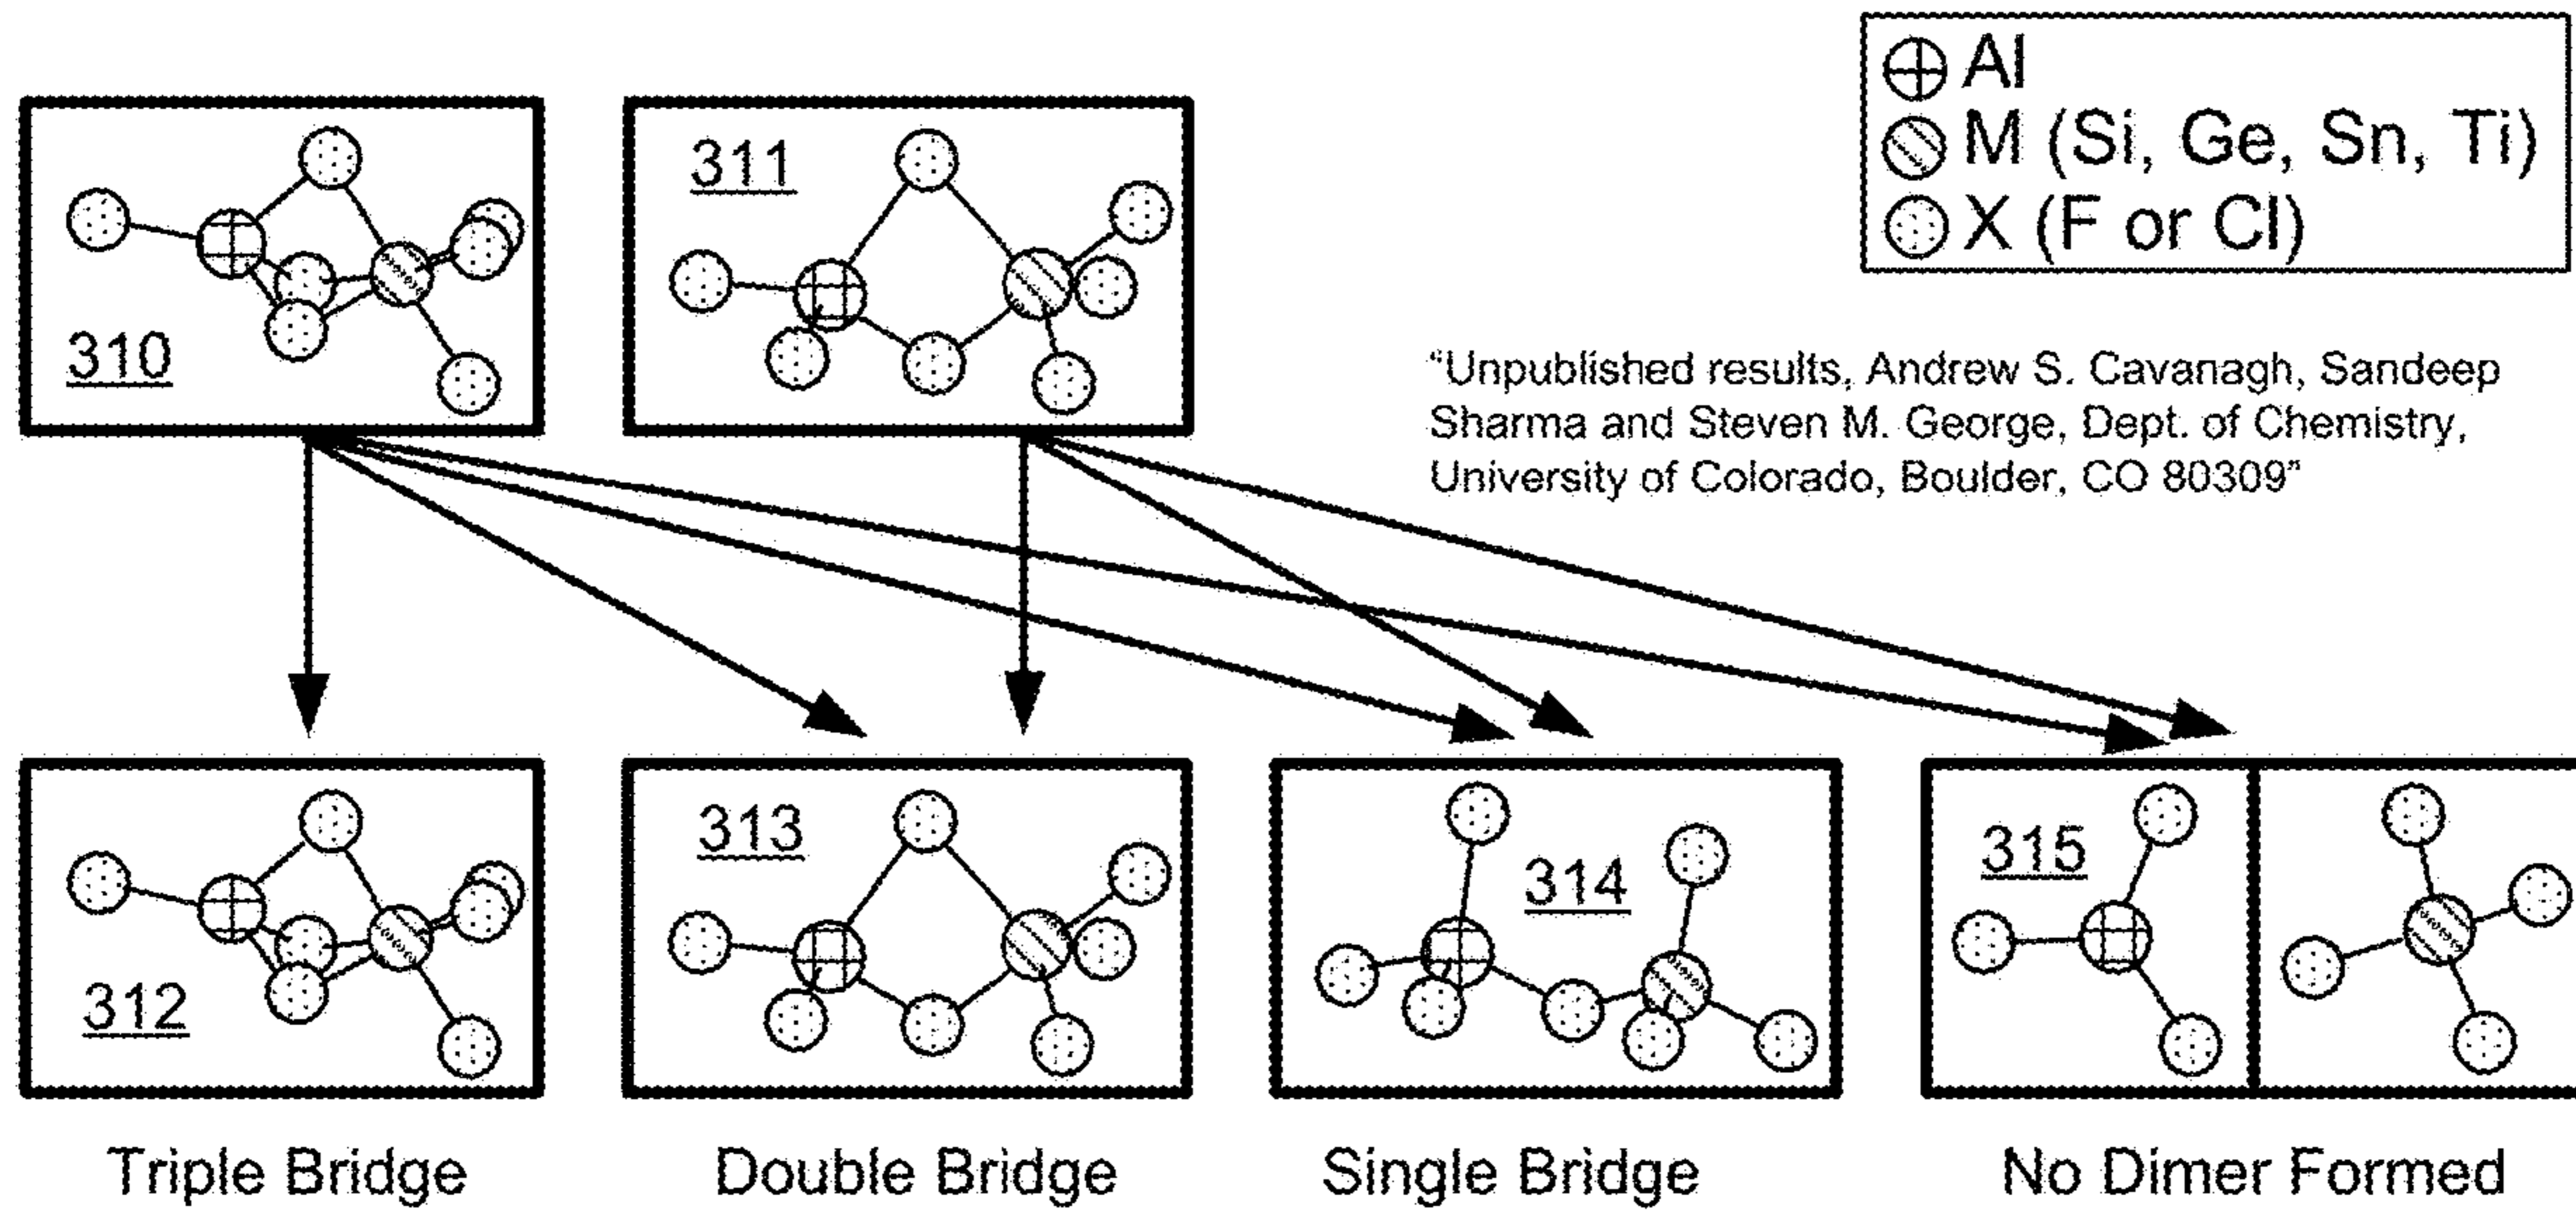 Al
M (Si, Ge, Sn, Ti)
X (F or Cl)
310
311
"Unpublished results, Andrew S. Cavanagh, Sandeep
Sharma and Steven M. George, Dept. of Chemistry,
University of Colorado, Boulder, CO 80309"
312
313
314
315
Triple Bridge
Double Bridge
Single Bridge
No Dimer Formed